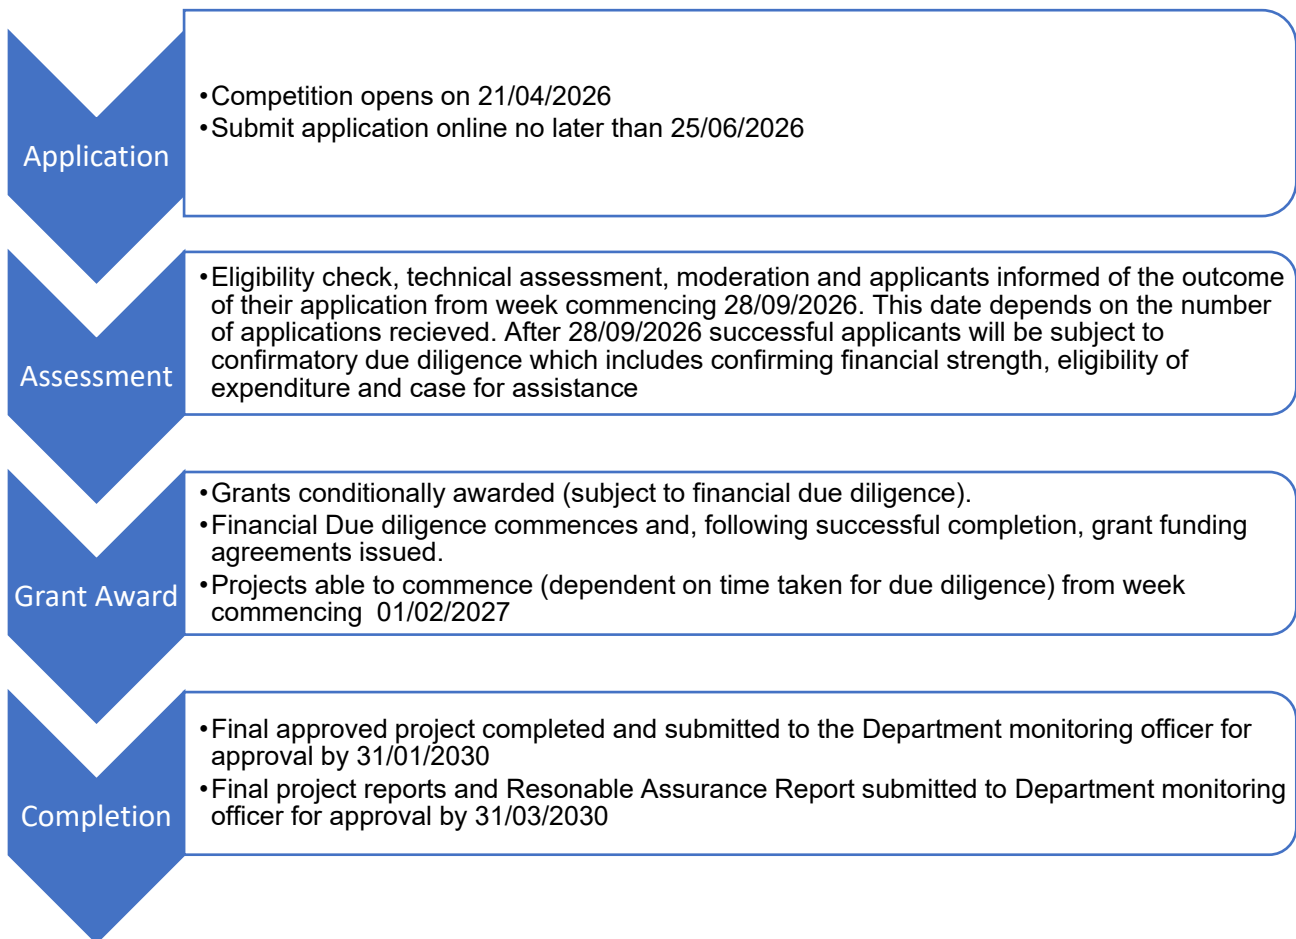 Application
•Competition opens on 21/04/2026
•Submit application online no later than 25/06/2026
Assessment
•Eligibility check, technical assessment, moderation and applicants informed of the outcome
of their application from week commencing 28/09/2026. This date depends on the number
of applications recieved. After 28/09/2026 successful applicants will be subject to
confirmatory due diligence which includes confirming financial strength, eligibility of
expenditure and case for assistance
Grant Award
•Grants conditionally awarded (subject to financial due diligence).
•Financial Due diligence commences and, following successful completion, grant funding
agreements issued.
•Projects able to commence (dependent on time taken for due diligence) from week
commencing  01/02/2027
Completion
•Final approved project completed and submitted to the Department monitoring officer for
approval by 31/01/2030
•Final project reports and Resonable Assurance Report submitted to Department monitoring
officer for approval by 31/03/2030